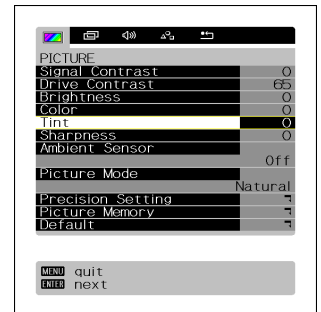 PICTURE
Signal Contrast 0
Drive Contrast 65
Brightness 0
Color 0
Tint 0
Sharpness 0
Ambient Sensor
Off
Picture Mode
Natural
Precision Setting
Picture Memory
Default
MENU quit
ENTER next